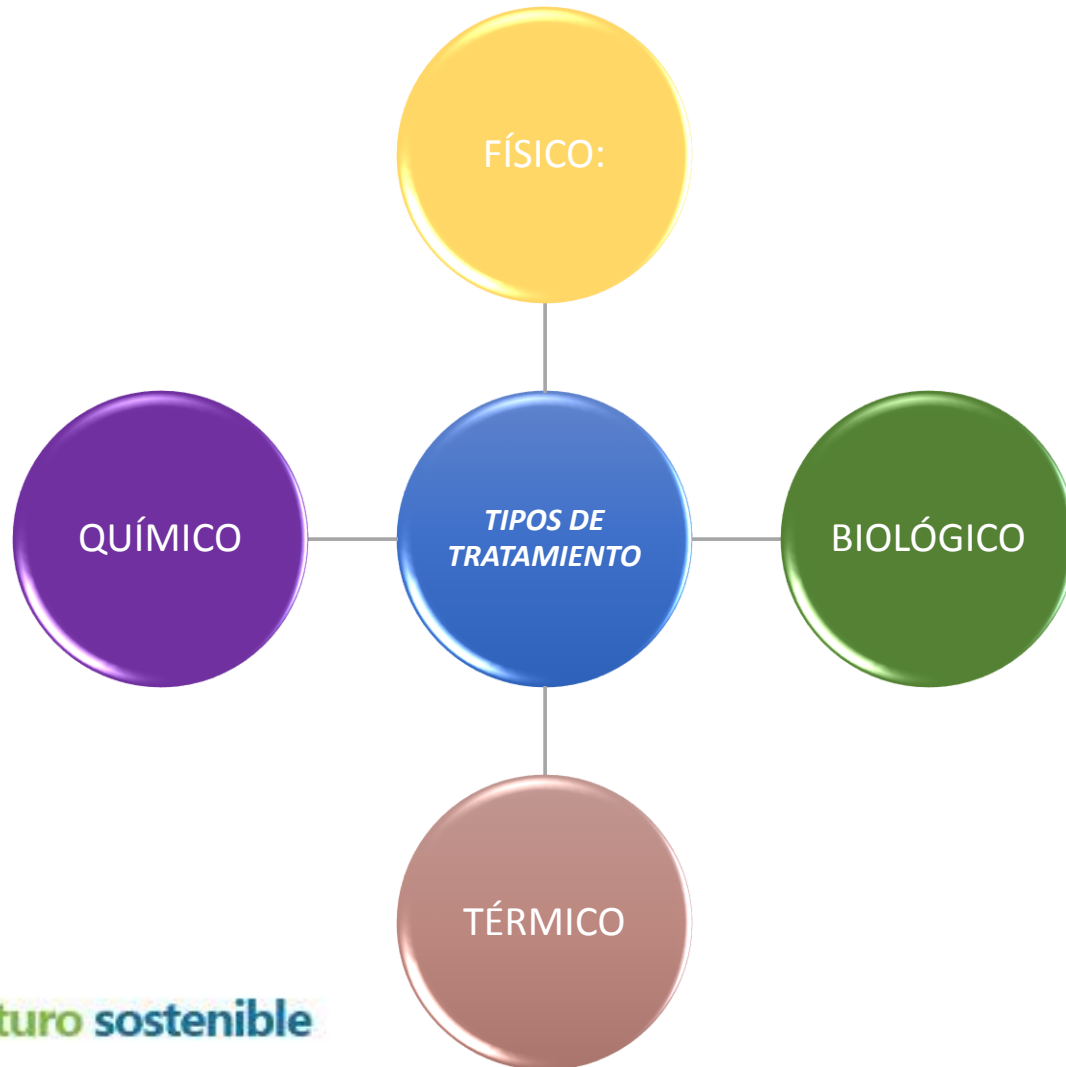 FÍSICO:
QUÍMICO
TIPOS DE
TRATAMIENTO
BIOLÓGICO
TÉRMICO
turo sostenible